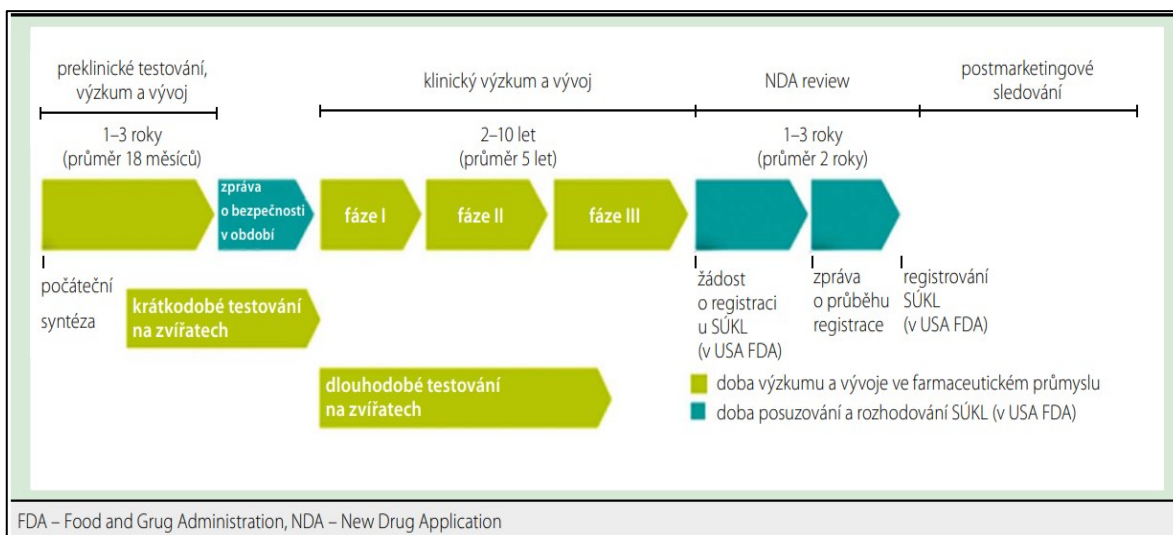 preklinické testování,
výzkum a vývoj
klinický výzkum a vývoj
NDA review
postmarketingové
sledování
1–3 roky
(průměr 18 měsíců)
2–10 let
(průměr 5 let)
1–3 roky
(průměr 2 roky)
zpráva
o bezpečnosti
v období
fáze I
fáze II
fáze III
počáteční
syntéza
krátkodobé testování
na zvířatech
dlouhodobé testování
na zvířatech
žádost
o registraci
u SÚKL
(v USA FDA)
zpráva
o průběhu
registrace
registrování
SÚKL
(v USA FDA)
doba výzkumu a vývoje ve farmaceutickém průmyslu
doba posuzování a rozhodování SÚKL (v USA FDA)
FDA – Food and Grug Administration, NDA – New Drug Application